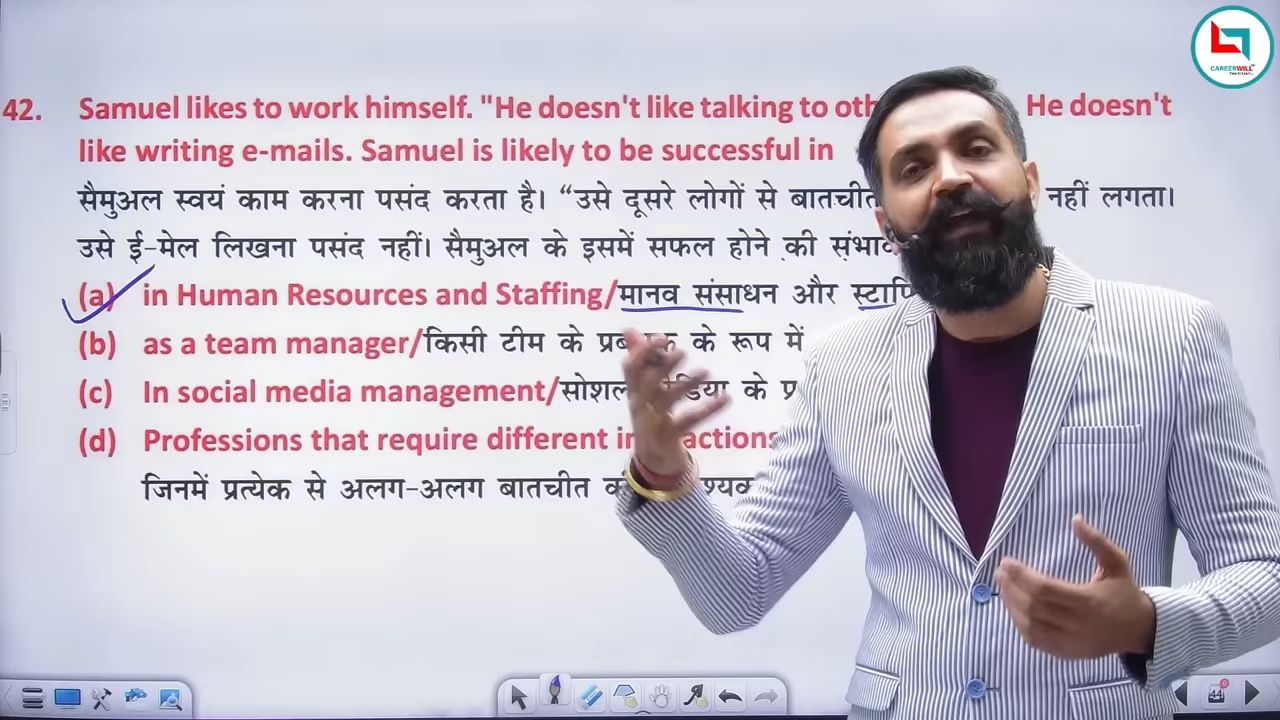 CAREERWILL
42. Samuel likes to work himself. "He doesn't like talking to He doesn't
like writing e-mails. Samuel is likely to be successful in
सैमुअल स्वयं काम करना पसंद करता है। “उसे दूसरे लोगों से बातचीत नहीं लगता।
उसे ई-मेल लिखना पसंद नहीं। सैमुअल के इसमें सफल होने की
(a) in Human Resources and Staffing/मानव संसाधन और
(b) as a team manager/किसी टीम के के रूप में
(c) In social media management/सोशल के
(d) Professions that require different
जिनमें प्रत्येक से अलग-अलग बातचीत
44